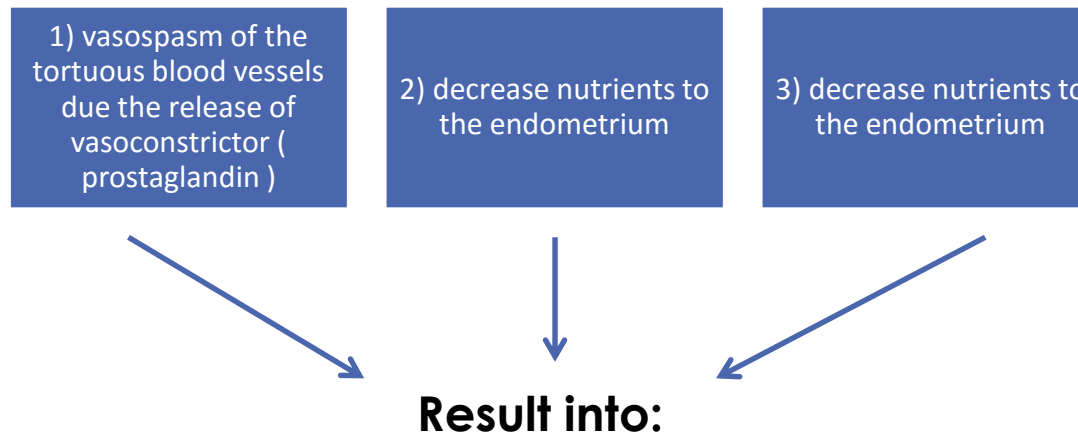 1) vasospasm of the
tortuous blood vessels
due the release of
vasoconstrictor (
prostaglandin )
2) decrease nutrients to
the endometrium
3) decrease nutrients to
the endometrium
Result into: